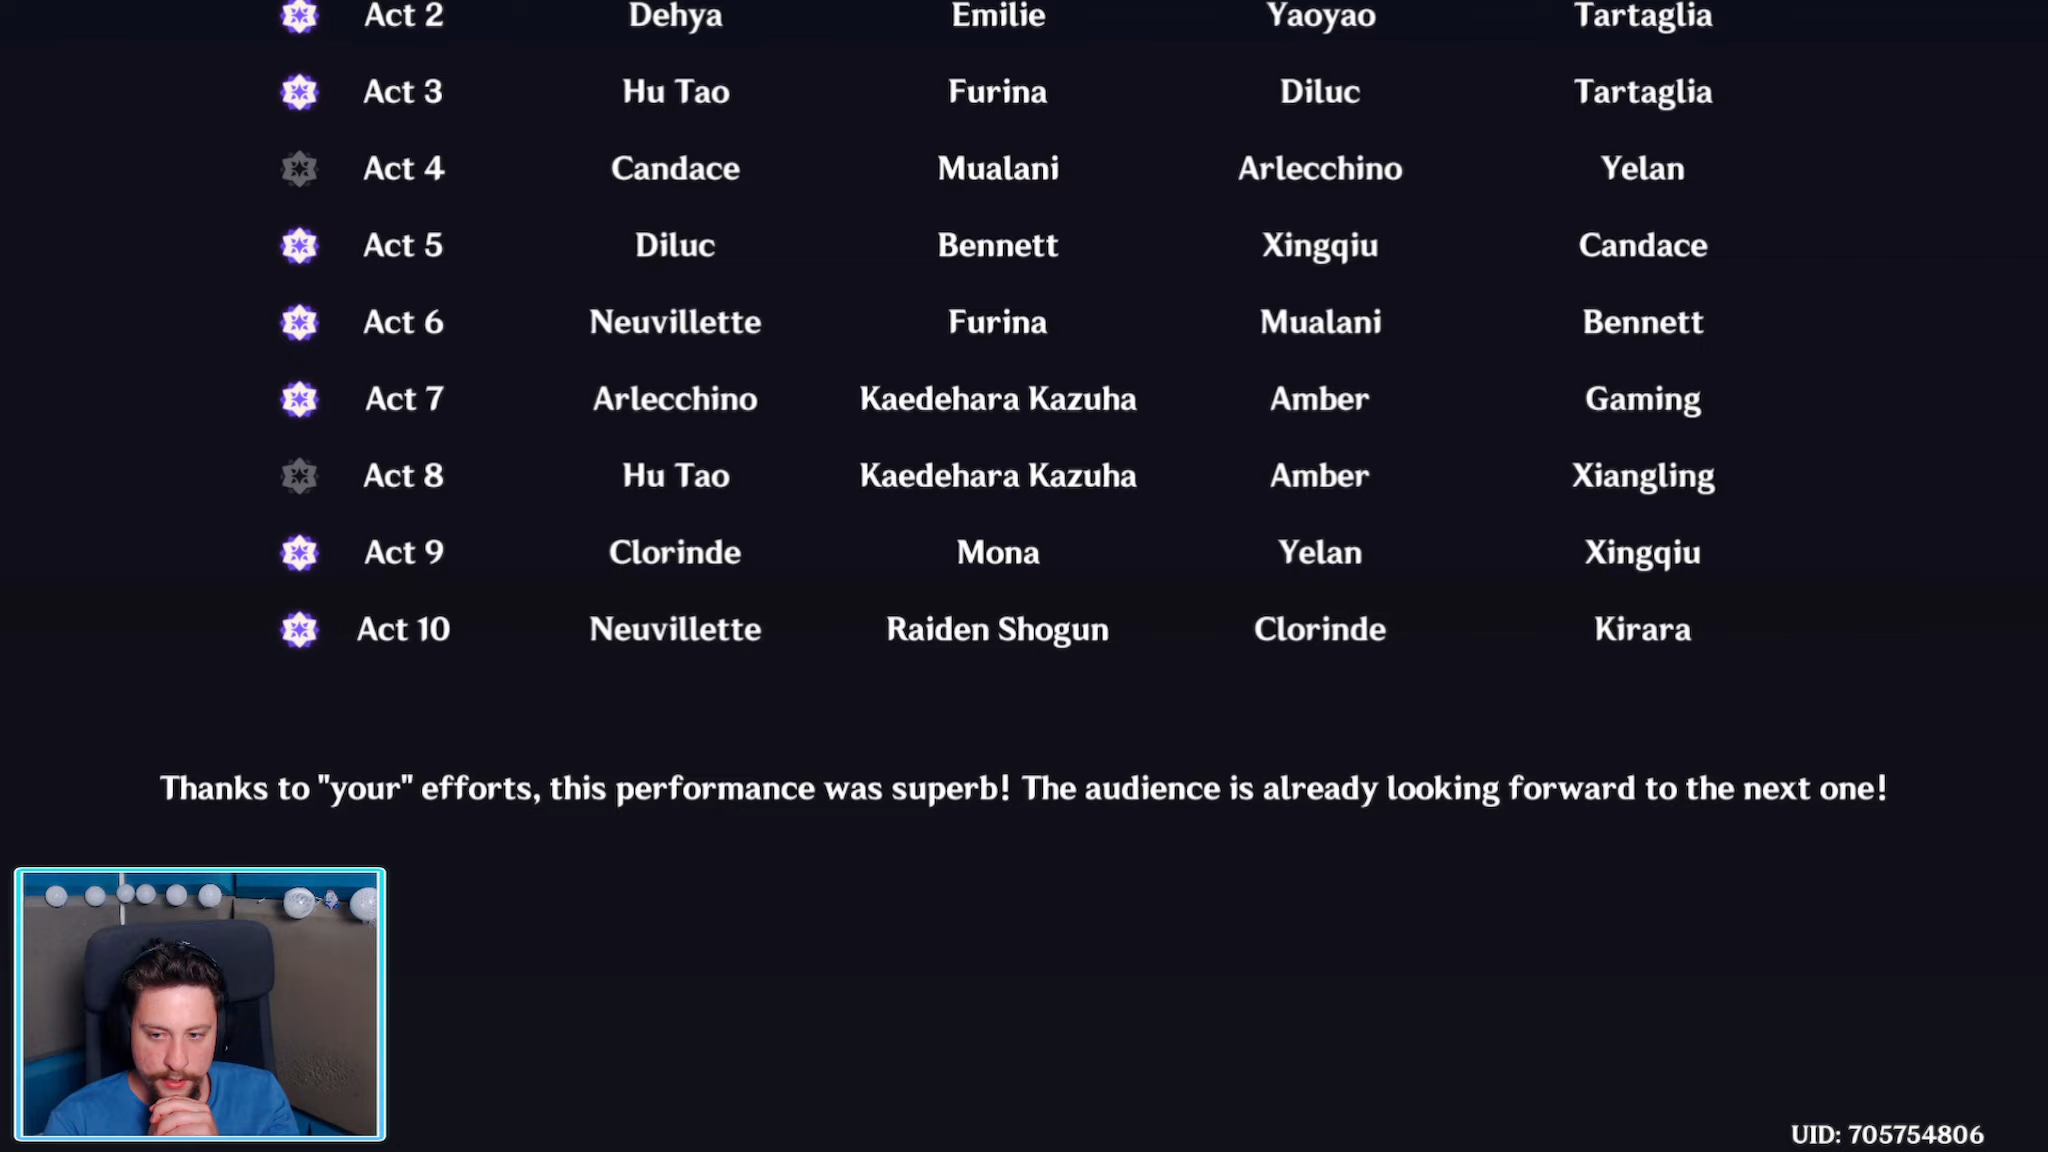 Act 2 Dehya Emilie Yaoyao Tartaglia
Act 3 Hu Tao Furina Diluc Tartaglia
Act 4 Candace Mualani Arlecchino Yelan
Act 5 Diluc Bennett Xingqiu Candace
Act 6 Neuvillette Furina Mualani Bennett
Act 7 Arlecchino Kaedehara Kazuha Amber Gaming
Act 8 Hu Tao Kaedehara Kazuha Amber Xiangling
Act 9 Clorinde Mona Yelan Xingqiu
Act 10 Neuvillette Raiden Shogun Clorinde Kirara
Thanks to "your" efforts, this performance was superb! The audience is already looking forward to the next one!
UID: 705754806